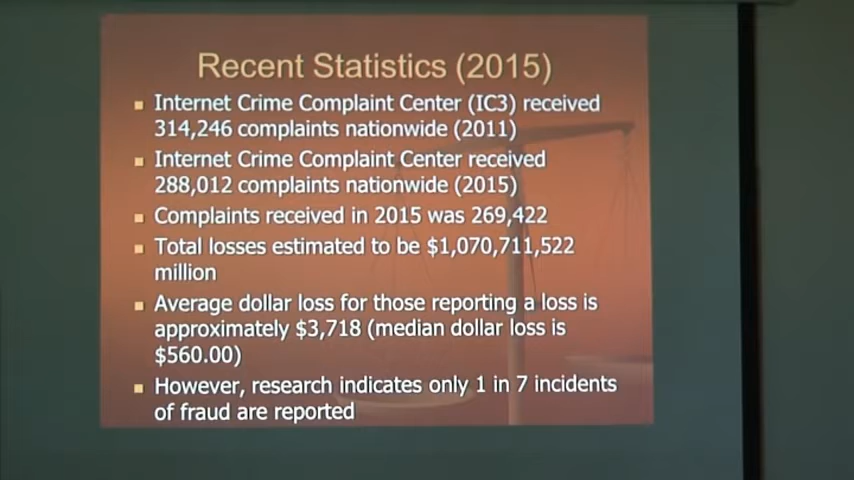 Recent Statistics (2015)
Internet Crime Complaint Center (IC3) received
314,246 complaints nationwide (2011)
Internet Crime Complaint Center received
288,012 complaints nationwide (2015)
Complaints received in 2015 was 269,422
Total losses estimated to be $1,070,711,522
million
Average dollar loss for those reporting a loss is
approximately $3,718 (median dollar loss is
$560.00)
However, research indicates only 1 in 7 incidents
of fraud are reported